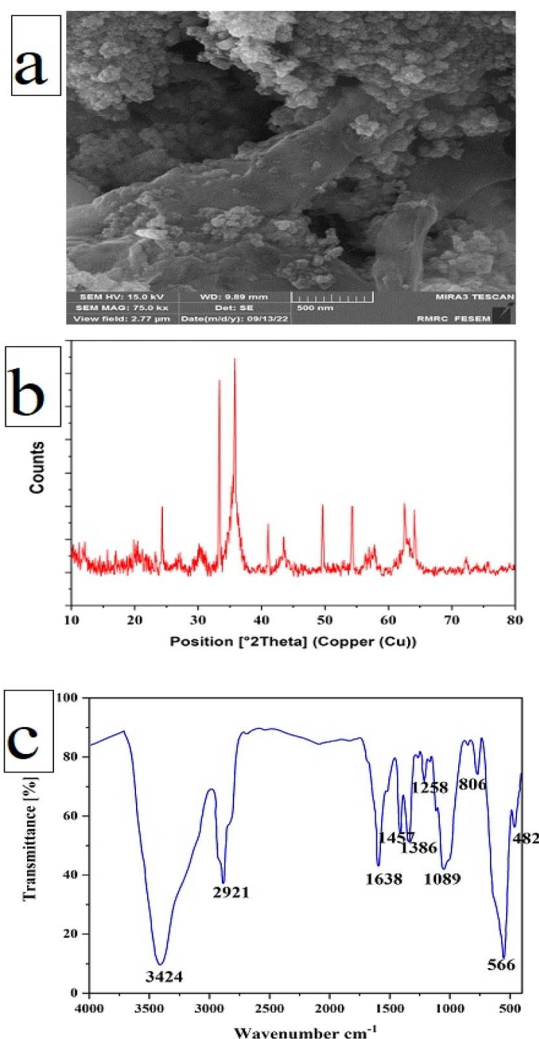 a
SEM HV: 15.0 kV WD: 9.89 mm MIRA3 TESCAN
SEM MAG: 75.0 kx Det: SE 500 nm
View field: 2.77 µm Date(m/d/y): 09/13/22 RMRC FESEM
b
Counts
10 20 30 40 50 60 70 80
Position [°2Theta] (Copper (Cu))
c
100
80
60
40
20
0
Transmittance [%]
3424
2921
1638
1457
1386
1258
1089
806
566
482
4000 3500 3000 2500 2000 1500 1000 500
Wavenumber cm-1